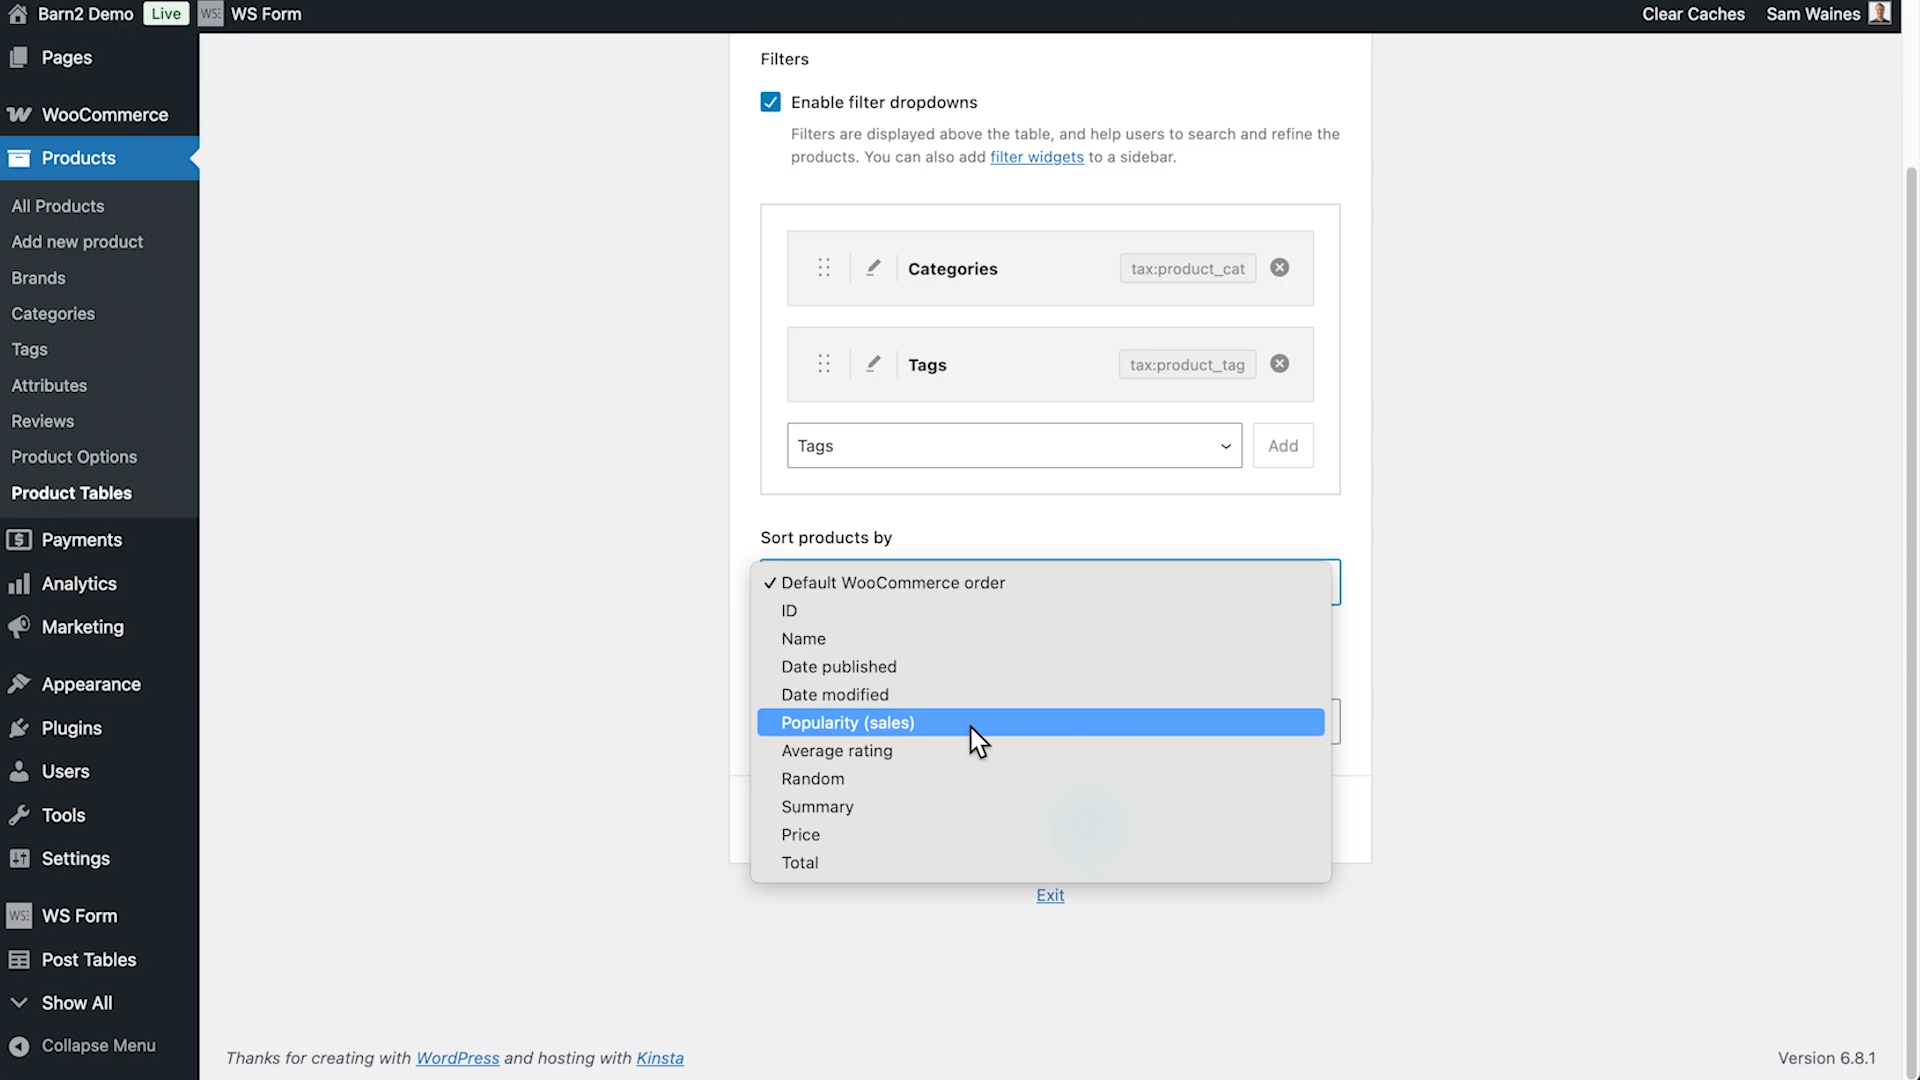 Barn2 Demo
Live
WS:
WS Form
Clear Caches
Sam Waines
Pages
WooCommerce
Products
All Products
Add new product
Brands
Categories
Tags
Attributes
Reviews
Product Options
Product Tables
Payments
Analytics
Marketing
Appearance
Plugins
Users
Tools
Settings
WS:
WS Form
Post Tables
Show All
Collapse Menu
Filters
Enable filter dropdowns
Filters are displayed above the table, and help users to search and refine the
products. You can also add filter widgets to a sidebar.
Categories
tax:product_cat
Tags
tax:product_tag
Tags
Add
Sort products by
✓ Default WooCommerce order
ID
Name
Date published
Date modified
Popularity (sales)
Average rating
Random
Summary
Price
Total
Exit
Thanks for creating with WordPress and hosting with Kinsta
Version 6.8.1